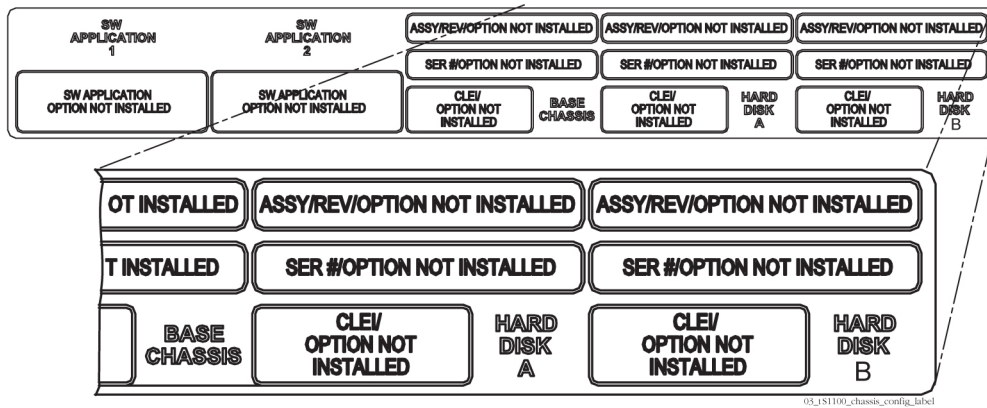 SW
APPLICATION
1
SW
APPLICATION
2
ASSY/REV/OPTION NOT INSTALLED
ASSY/REV/OPTION NOT INSTALLED
ASSY/REV/OPTION NOT INSTALLED
SER #/OPTION NOT INSTALLED
SER #/OPTION NOT INSTALLED
SER #/OPTION NOT INSTALLED
SW APPLICATION
OPTION NOT INSTALLED
SW APPLICATION
OPTION NOT INSTALLED
CLEI/
OPTION NOT
INSTALLED
BASE
CHASSIS
CLEI/
OPTION NOT
INSTALLED
HARD
DISK
A
CLEI/
OPTION NOT
INSTALLED
HARD
DISK
B
OT INSTALLED
ASSY/REV/OPTION NOT INSTALLED
ASSY/REV/OPTION NOT INSTALLED
T INSTALLED
SER #/OPTION NOT INSTALLED
SER #/OPTION NOT INSTALLED
BASE
CHASSIS
CLEI/
OPTION NOT
INSTALLED
HARD
DISK
A
CLEI/
OPTION NOT
INSTALLED
HARD
DISK
B
03_tS1100_chassis_config_label